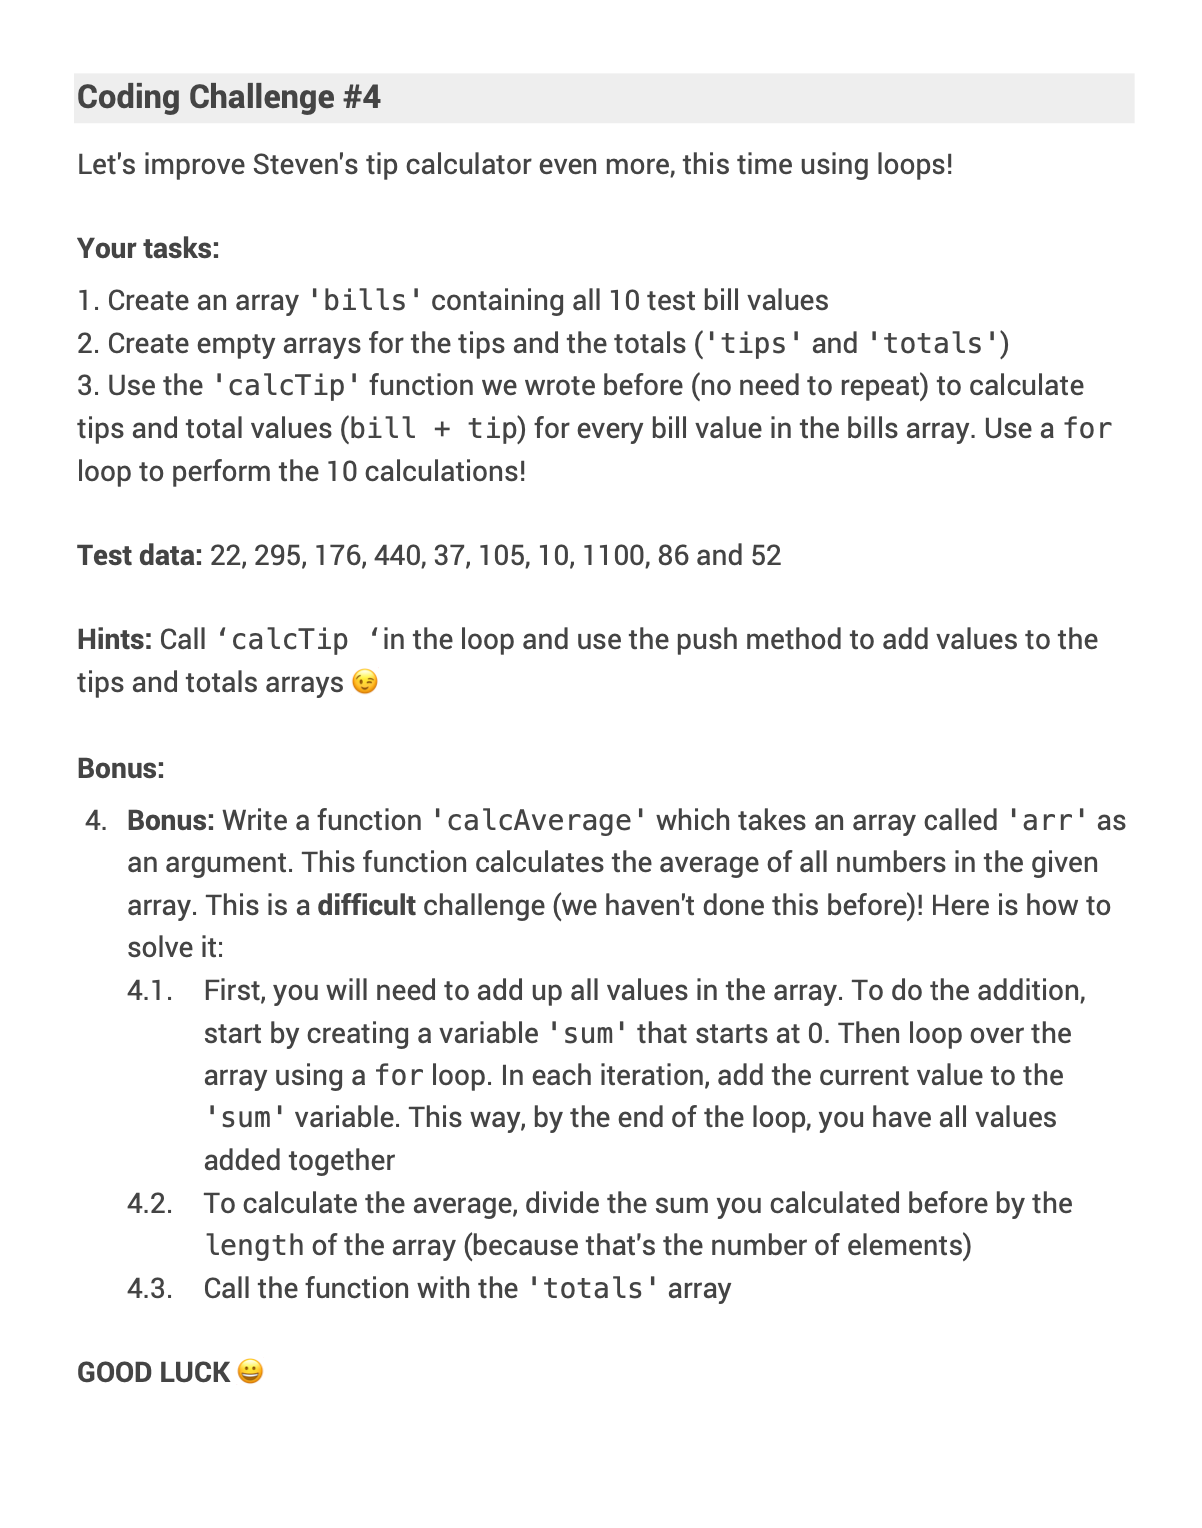 Coding Challenge #4
Let's improve Steven's tip calculator even more, this time using loops!
Your tasks:
1. Create an array 'bills' containing all 10 test bill values
2. Create empty arrays for the tips and the totals ('tips' and 'totals')
3. Use the 'calcTip' function we wrote before (no need to repeat) to calculate
tips and total values (bill + tip) for every bill value in the bills array. Use a for
loop to perform the 10 calculations!
Test data: 22, 295, 176, 440, 37, 105, 10, 1100, 86 and 52
Hints: Call ‘calcTip ‘in the loop and use the push method to add values to the
tips and totals arrays 😉
Bonus:
4. Bonus: Write a function 'calcAverage' which takes an array called 'arr' as
an argument. This function calculates the average of all numbers in the given
array. This is a difficult challenge (we haven't done this before)! Here is how to
solve it:
4.1. First, you will need to add up all values in the array. To do the addition,
start by creating a variable 'sum' that starts at 0. Then loop over the
array using a for loop. In each iteration, add the current value to the
'sum' variable. This way, by the end of the loop, you have all values
added together
4.2. To calculate the average, divide the sum you calculated before by the
length of the array (because that's the number of elements)
4.3. Call the function with the 'totals' array
GOOD LUCK 😀